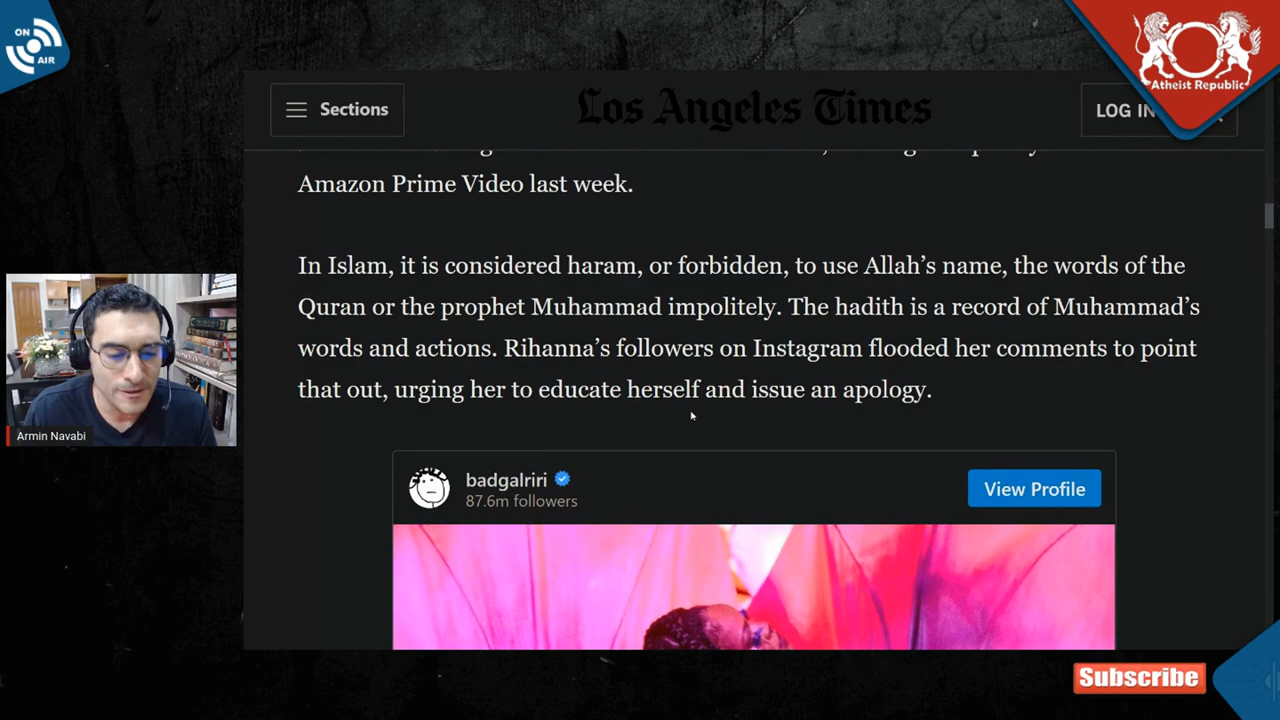 ON
AIR
Atheist Republic
Sections
Los Angeles Times
LOG IN
Amazon Prime Video last week.
In Islam, it is considered haram, or forbidden, to use Allah’s name, the words of the
Quran or the prophet Muhammad impolitely. The hadith is a record of Muhammad’s
words and actions. Rihanna’s followers on Instagram flooded her comments to point
that out, urging her to educate herself and issue an apology.
Armin Navabi
badgalriri
87.6m followers
View Profile
Subscribe